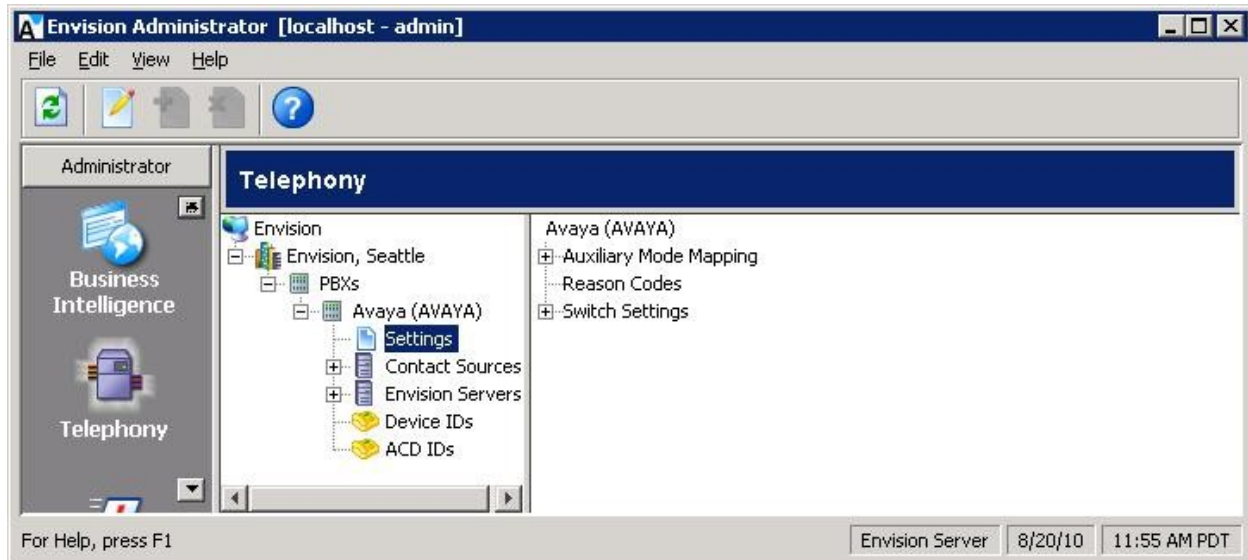 Envision Administrator [localhost - admin]
File Edit View Help
Administrator
Business
Intelligence
Telephony
Telephony
Envision
Envision, Seattle
PBXs
Avaya (AVAYA)
Settings
Contact Sources
Envision Servers
Device IDs
ACD IDs
Avaya (AVAYA)
Auxiliary Mode Mapping
Reason Codes
Switch Settings
For Help, press F1
Envision Server
8/20/10
11:55 AM PDT